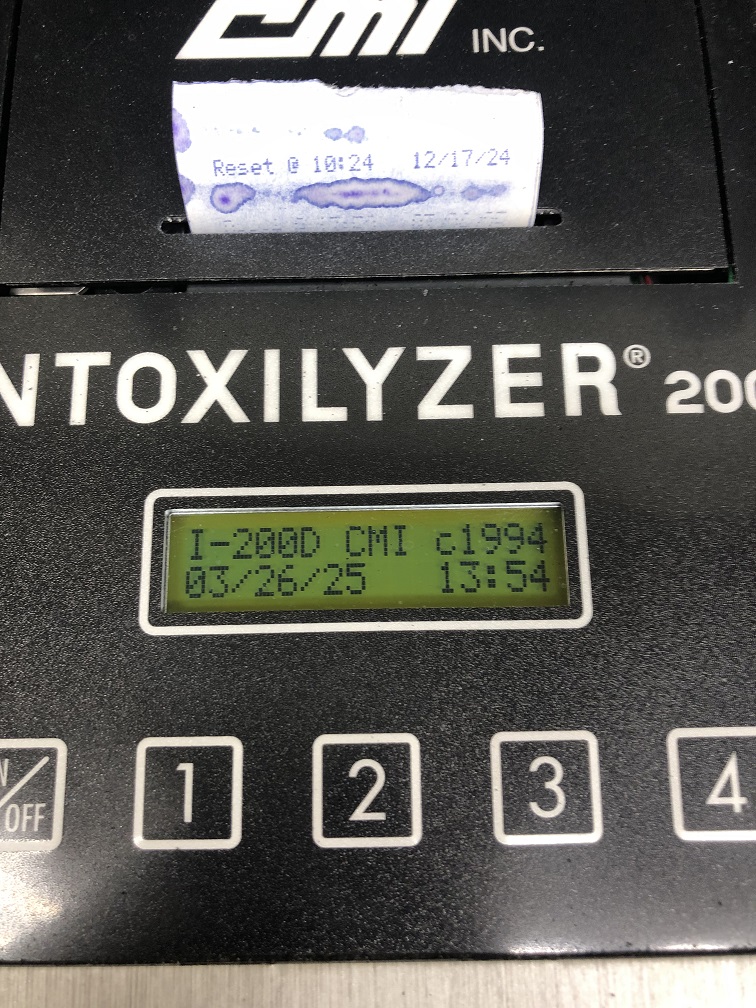 CMI INC.
Reset @ 10:24 12/17/24
NTOXILYZER® 200
I-200D CMI c1994
03/26/25 13:54
N/OFF 1 2 3 4